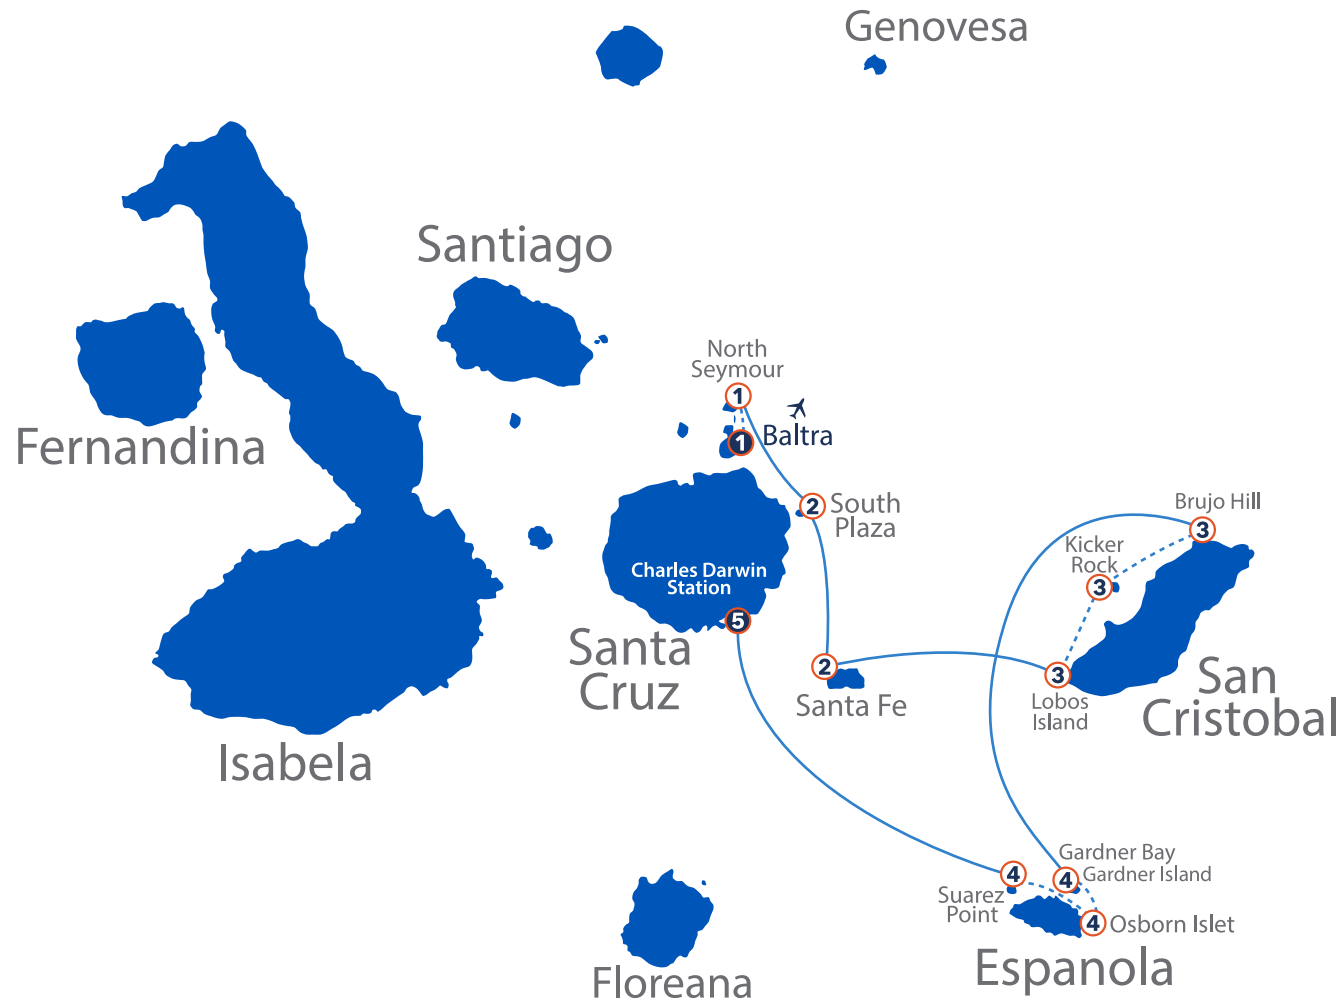 Genovesa
Santiago
North
Seymour
1
1
Baltra
Fernandina
2
South
Plaza
Brujo Hill
3
Kicker
Rock
3
Charles Darwin
Station
5
Santa
Cruz
2
Santa Fe
3
Lobos
Island
San
Cristobal
Isabela
Gardner Bay
Gardner Island
4
4
Suarez
Point
4
Osborn Islet
Espanola
Floreana